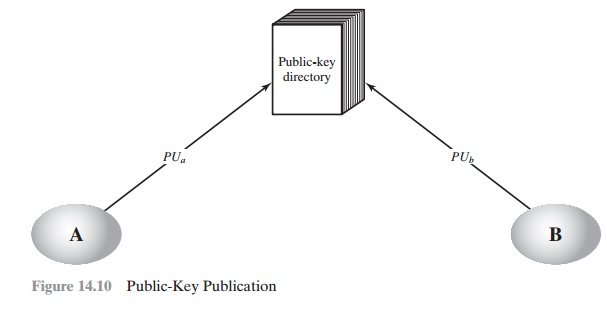 Public-key
directory
PUa
PUb
A
B
Figure 14.10 Public-Key Publication